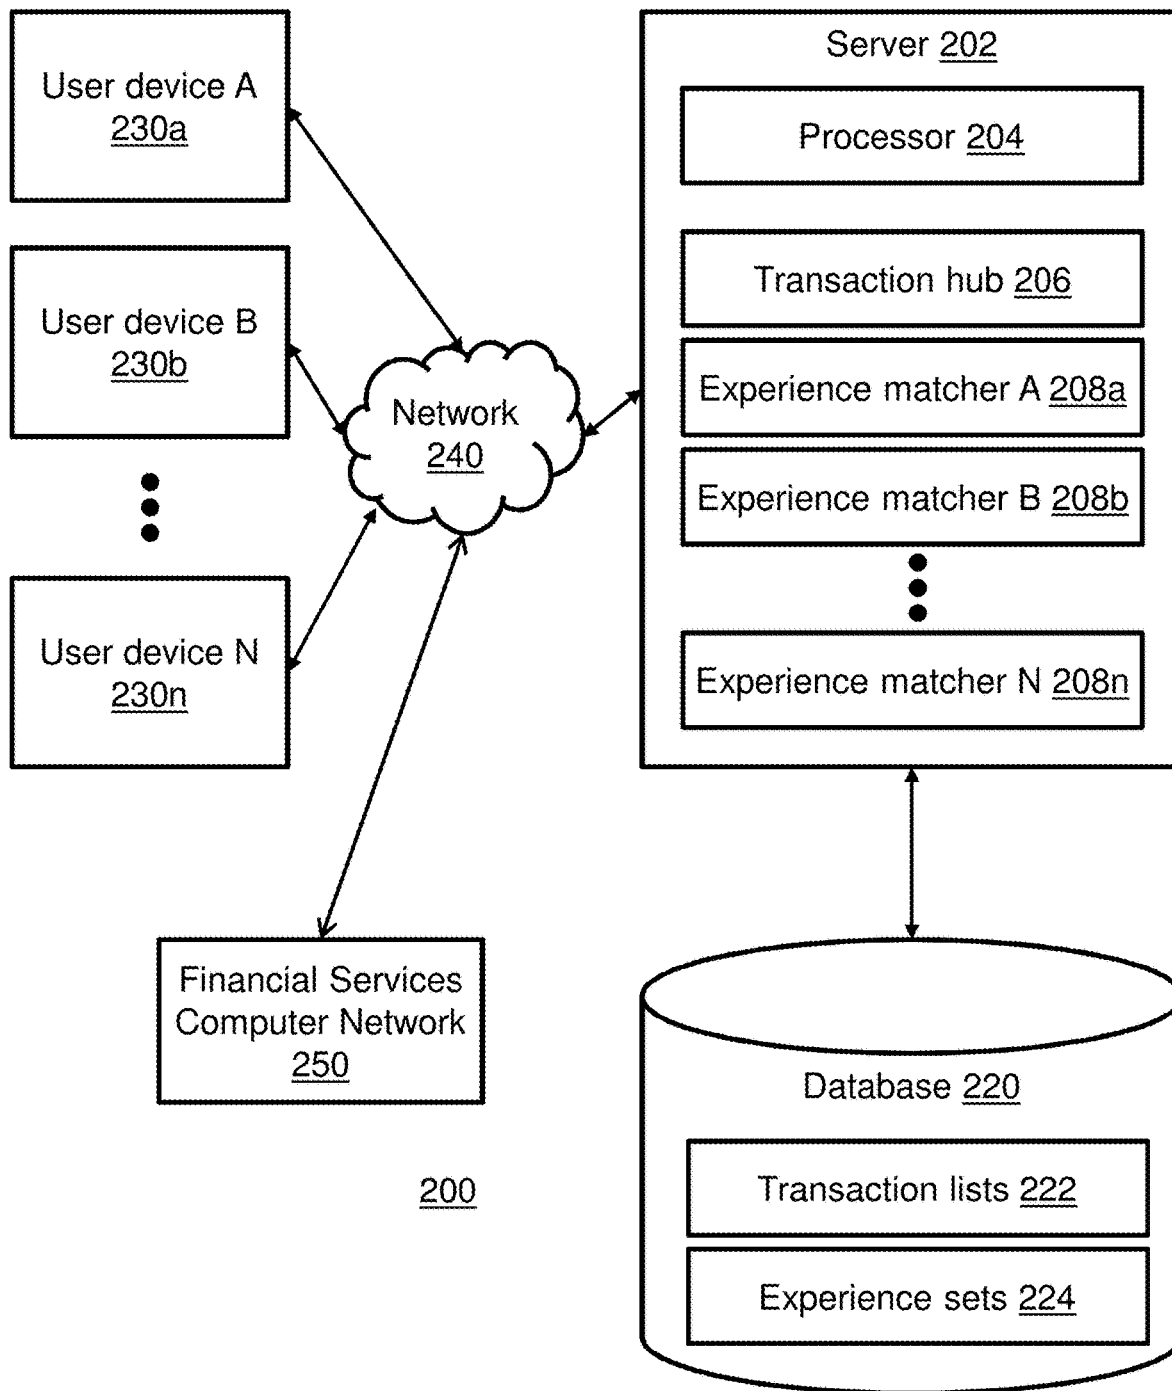 User device A
230a
User device B
230b
User device N
230n
Network
240
Financial Services
Computer Network
250
200
Server 202
Processor 204
Transaction hub 206
Experience matcher A 208a
Experience matcher B 208b
Experience matcher N 208n
Database 220
Transaction lists 222
Experience sets 224